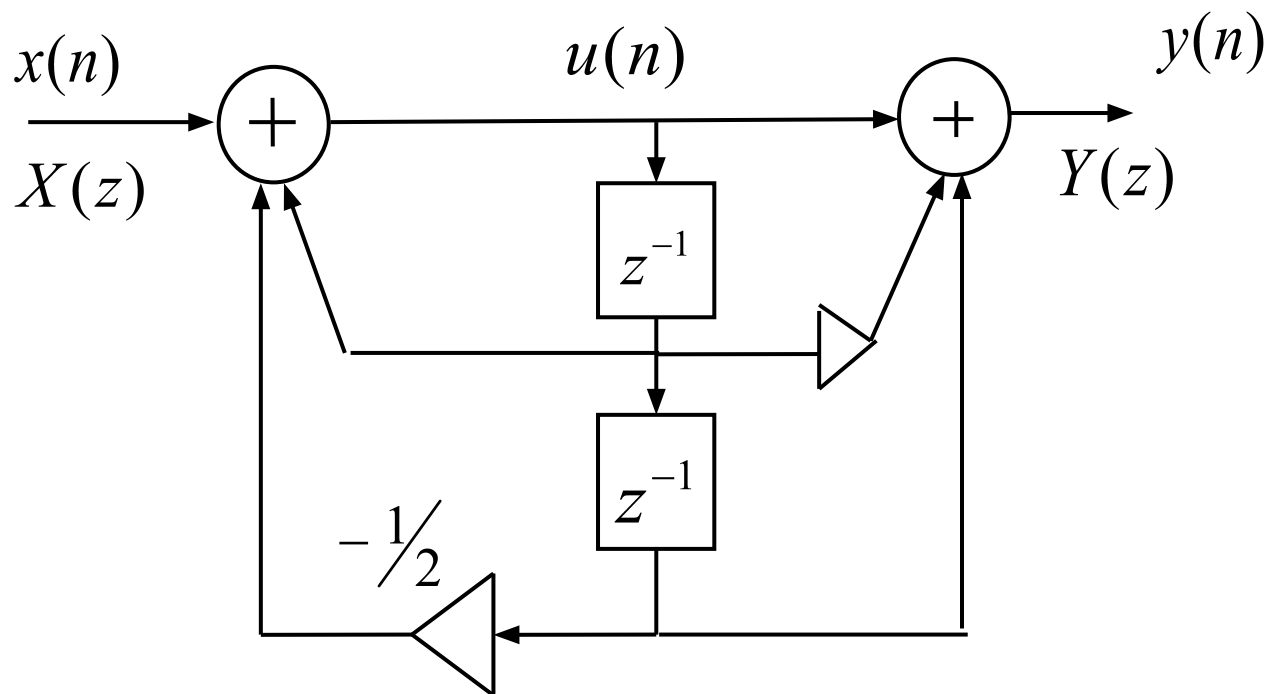 x(n)
u(n)
y(n)
+
+
X(z)
Y(z)
z⁻¹
z⁻¹
− 1/2